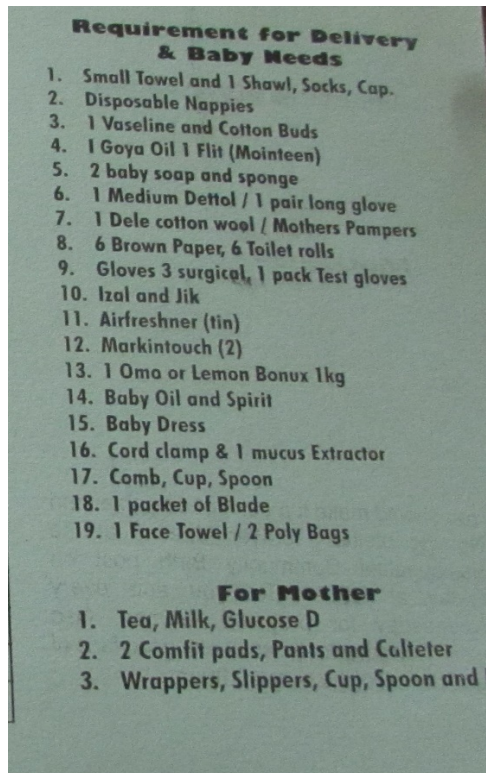 Requirement for Delivery
& Baby Needs
1. Small Towel and 1 Shawl, Socks, Cap.
2. Disposable Nappies
3. 1 Vaseline and Cotton Buds
4. I Goya Oil 1 Flit (Mointeen)
5. 2 baby soap and sponge
6. 1 Medium Dettol / 1 pair long glove
7. 1 Dele cotton wool / Mothers Pampers
8. 6 Brown Paper, 6 Toilet rolls
9. Gloves 3 surgical, 1 pack Test gloves
10. Izal and Jik
11. Airfreshner (tin)
12. Markintouch (2)
13. 1 Omo or Lemon Bonux 1kg
14. Baby Oil and Spirit
15. Baby Dress
16. Cord clamp & 1 mucus Extractor
17. Comb, Cup, Spoon
18. 1 packet of Blade
19. 1 Face Towel / 2 Poly Bags
For Mother
1. Tea, Milk, Glucose D
2. 2 Comfit pads, Pants and Culteter
3. Wrappers, Slippers, Cup, Spoon and